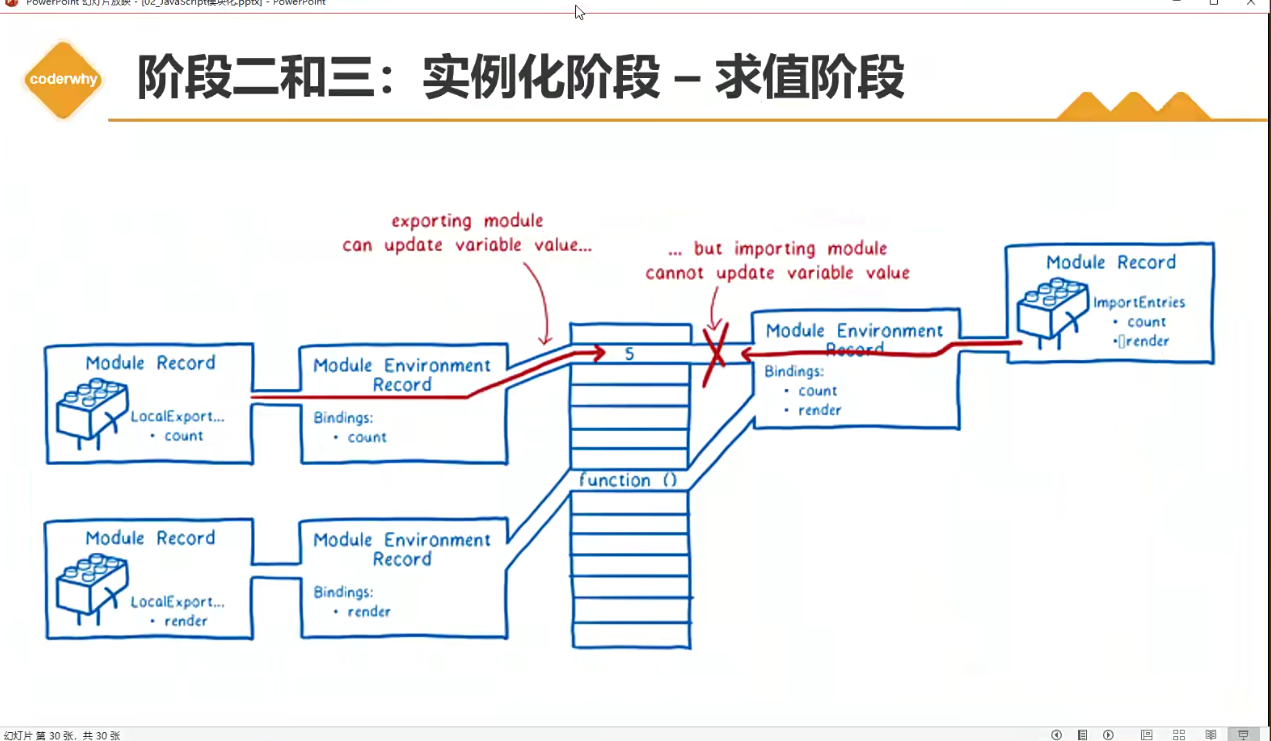 PowerPoint 幻灯片放映 - [02_JavaScript模块化.pptx] - PowerPoint
coderwhy
阶段二和三：实例化阶段 – 求值阶段
exporting module
can update variable value...
... but importing module
cannot update variable value
Module Record
ImportEntries
• count
• render
Module Record
LocalExport...
• count
Module Environment
Record
Bindings:
• count
5
Module Environment
Record
Bindings:
• count
• render
function ()
Module Record
LocalExport...
• render
Module Environment
Record
Bindings:
• render
幻灯片 第 30 张，共 30 张